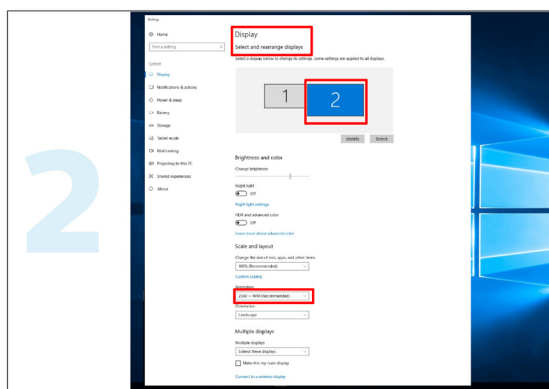 2
Settings
Home
Find a setting
System
Display
Notifications & actions
Power & sleep
Battery
Storage
Tablet mode
Multitasking
Projecting to this PC
Shared experiences
About
Display
Select and rearrange displays
Select a display below to change its settings. Some settings are applied to all displays.
1
2
Identify
Detect
Brightness and color
Change brightness
Night light
Off
Night light settings
HDR and advanced color
Off
Learn more about advanced color
Scale and layout
Change the size of text, apps, and other items
100% (Recommended)
Custom scaling
Resolution
(Recommended)
Orientation
Landscape
Multiple displays
Multiple displays
Extend these displays
Make this my main display
Connect to a wireless display